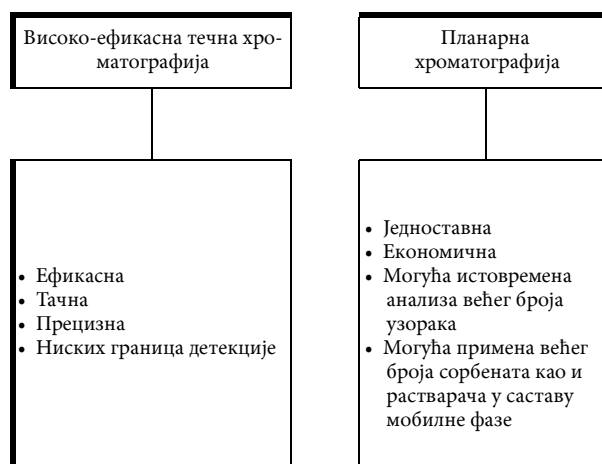 Високо-ефикасна течна хро-
матографија
Планарна
хроматографија
• Ефикасна
• Тачна
• Прецизна
• Ниских граница детекције
• Једноставна
• Економична
• Могућа истовремена
анализа већег броја
узорака
• Могућа примена већег
броја сорбената као и
растварача у саставу
мобилне фазе